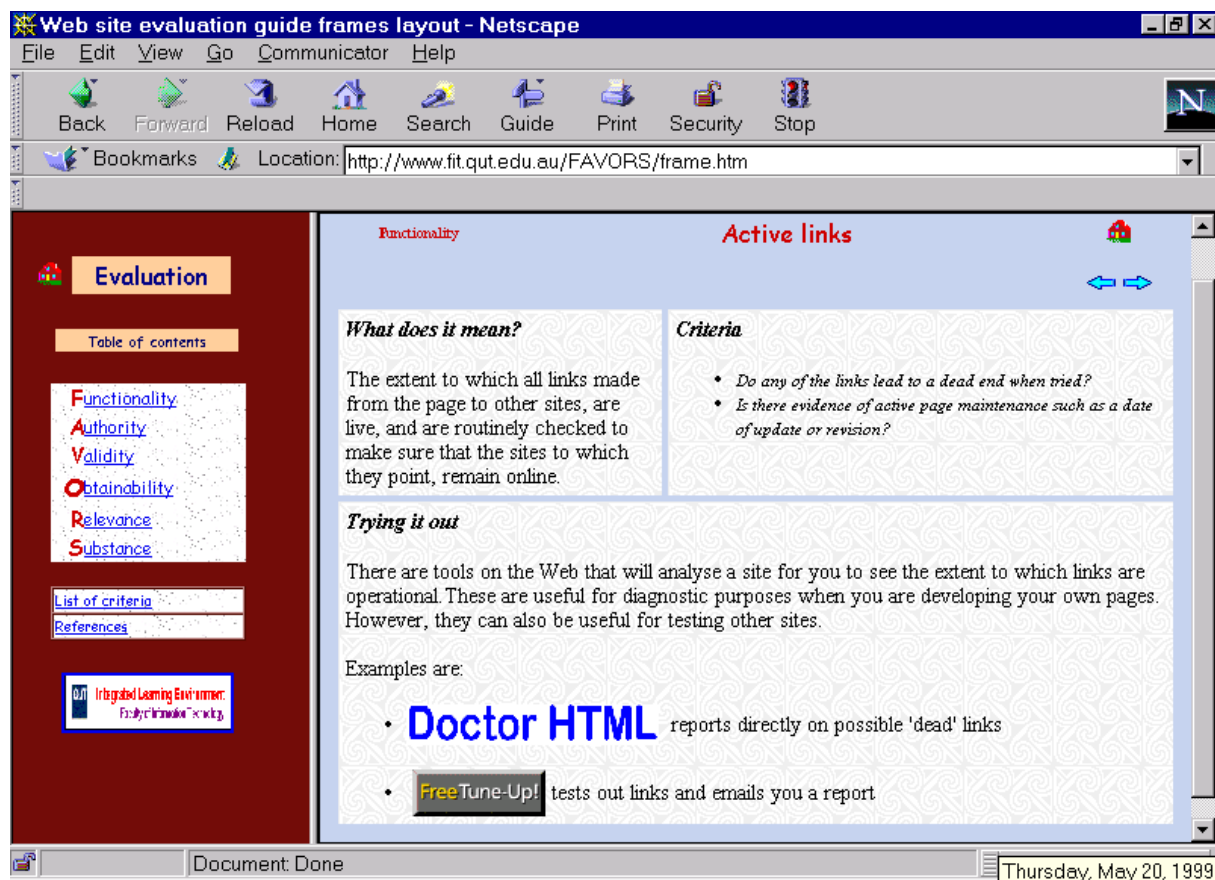 Web site evaluation guide frames layout - Netscape
File Edit View Go Communicator Help
Back Forward Reload Home Search Guide Print Security Stop
N
Bookmarks Location: http://www.fit.qut.edu.au/FAVORS/frame.htm
Evaluation
Table of contents
Functionality
Authority
Validity
Obtainability
Relevance
Substance
List of criteria
References
QUT Integrated Learning Environment
Faculty of Information Technology
Functionality
Active links
What does it mean?
The extent to which all links made
from the page to other sites, are
live, and are routinely checked to
make sure that the sites to which
they point, remain online.
Criteria
• Do any of the links lead to a dead end when tried?
• Is there evidence of active page maintenance such as a date
of update or revision?
Trying it out
There are tools on the Web that will analyse a site for you to see the extent to which links are
operational. These are useful for diagnostic purposes when you are developing your own pages.
However, they can also be useful for testing other sites.
Examples are:
• Doctor HTML reports directly on possible 'dead' links
• FreeTune-Up! tests out links and emails you a report
Document: Done
Thursday, May 20, 1999